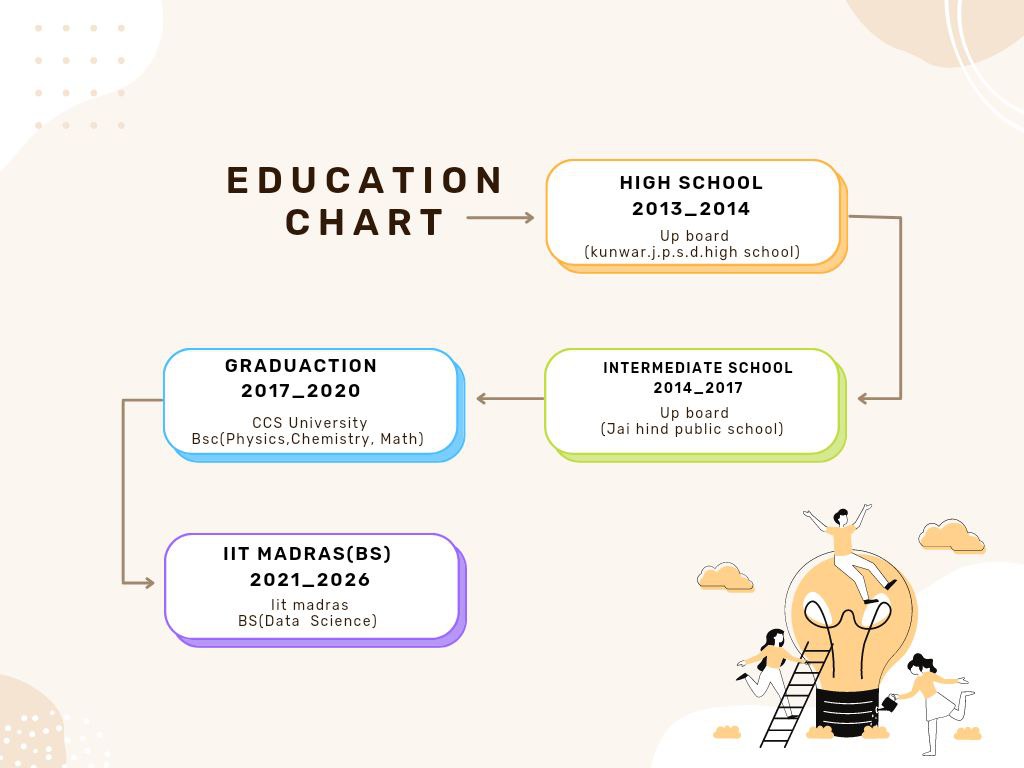 EDUCATION
CHART
HIGH SCHOOL
2013_2014
Up board
(kunwar.j.p.s.d.high school)
INTERMEDIATE SCHOOL
2014_2017
Up board
(Jai hind public school)
GRADUACTION
2017_2020
CCS University
Bsc(Physics,Chemistry, Math)
IIT MADRAS(BS)
2021_2026
Iit madras
BS(Data  Science)